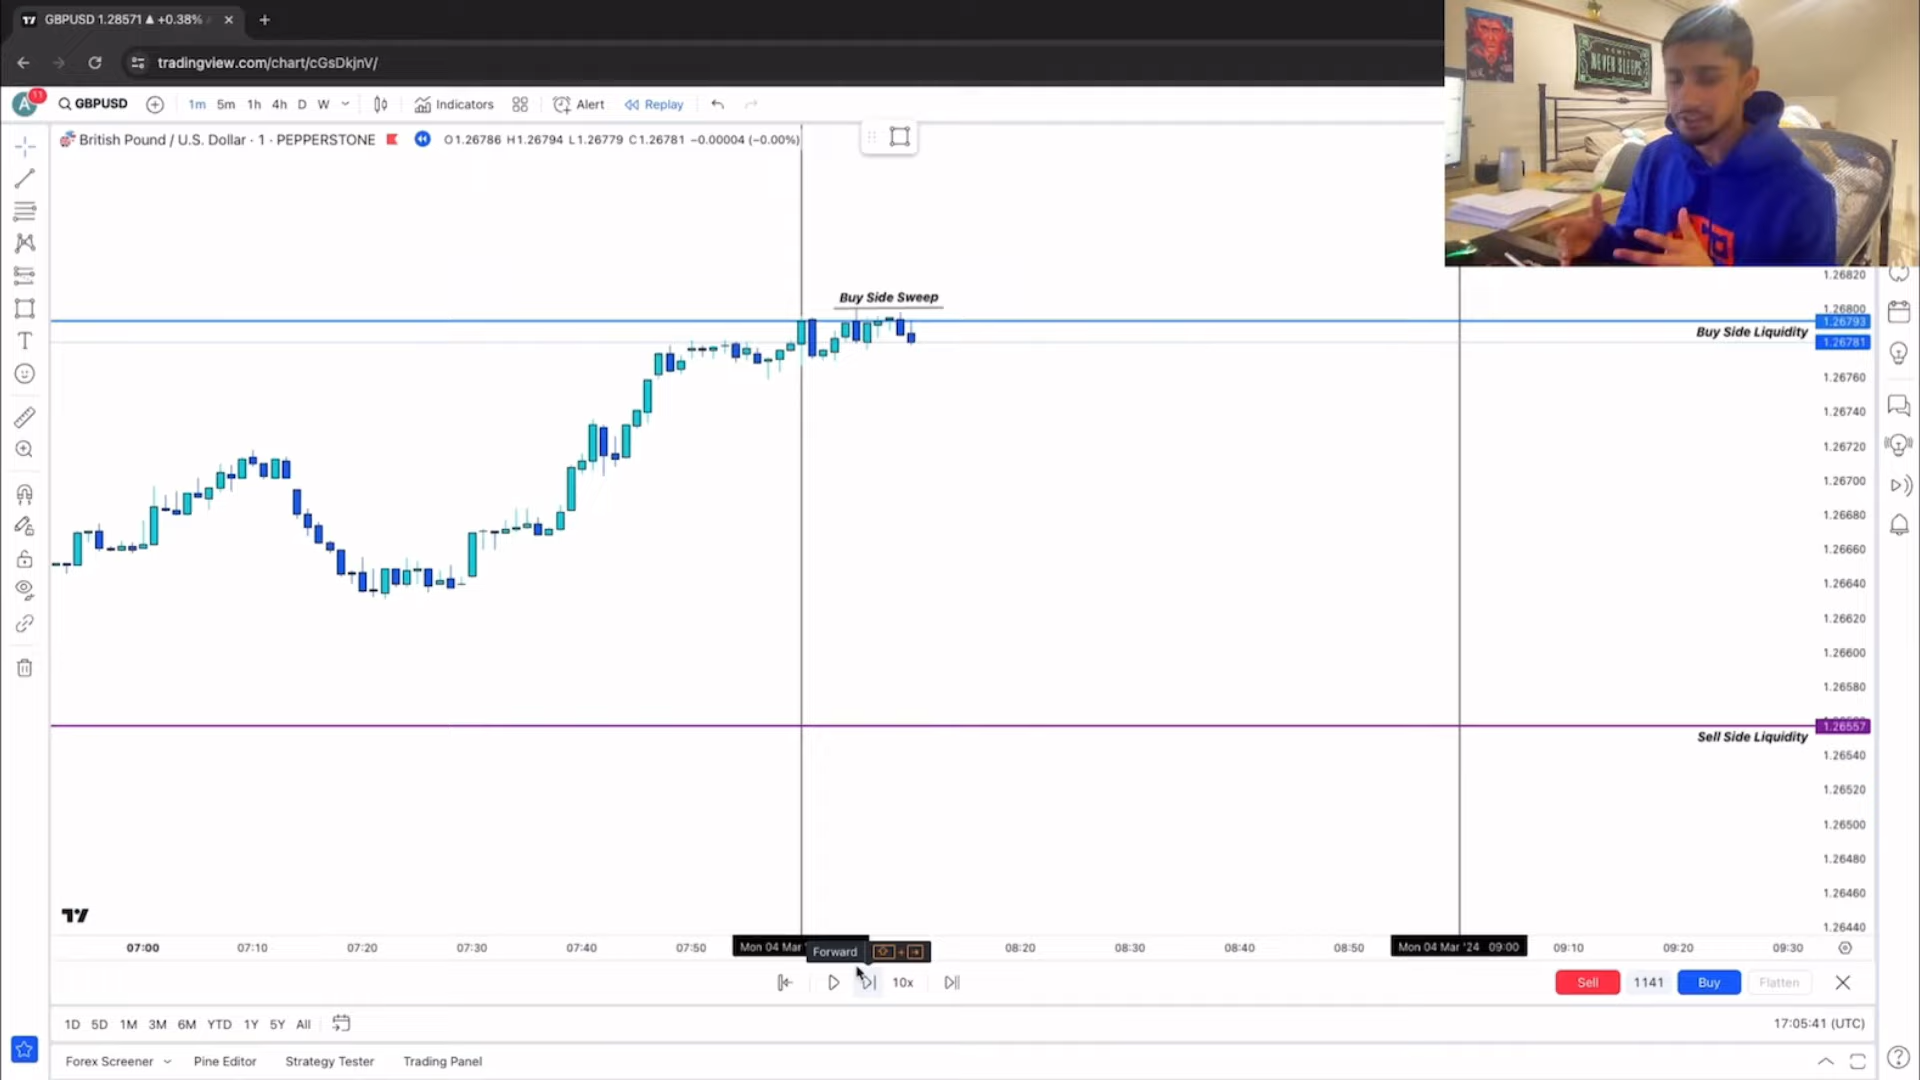 GBPUSD 1.28571 ▲ +0.38%
tradingview.com/chart/cGsDkjnV/
A 11 GBPUSD 1m 5m 1h 4h D W Indicators Alert Replay
British Pound / U.S. Dollar · 1 · PEPPERSTONE O1.26786 H1.26794 L1.26779 C1.26781 −0.00004 (−0.00%)
NEVER SLEEPS
1.26820
Buy Side Sweep
1.26800
1.26793
Buy Side Liquidity
1.26781
1.26760
1.26740
1.26720
1.26700
1.26680
1.26660
1.26640
1.26620
1.26600
1.26580
1.26557
Sell Side Liquidity
1.26540
1.26520
1.26500
1.26480
1.26460
1.26440
07:00 07:10 07:20 07:30 07:40 07:50 Mon 04 Mar Forward 08:20 08:30 08:40 08:50 Mon 04 Mar '24 09:00 09:10 09:20 09:30
10x Sell 1141 Buy Flatten
1D 5D 1M 3M 6M YTD 1Y 5Y All 17:05:41 (UTC)
Forex Screener Pine Editor Strategy Tester Trading Panel